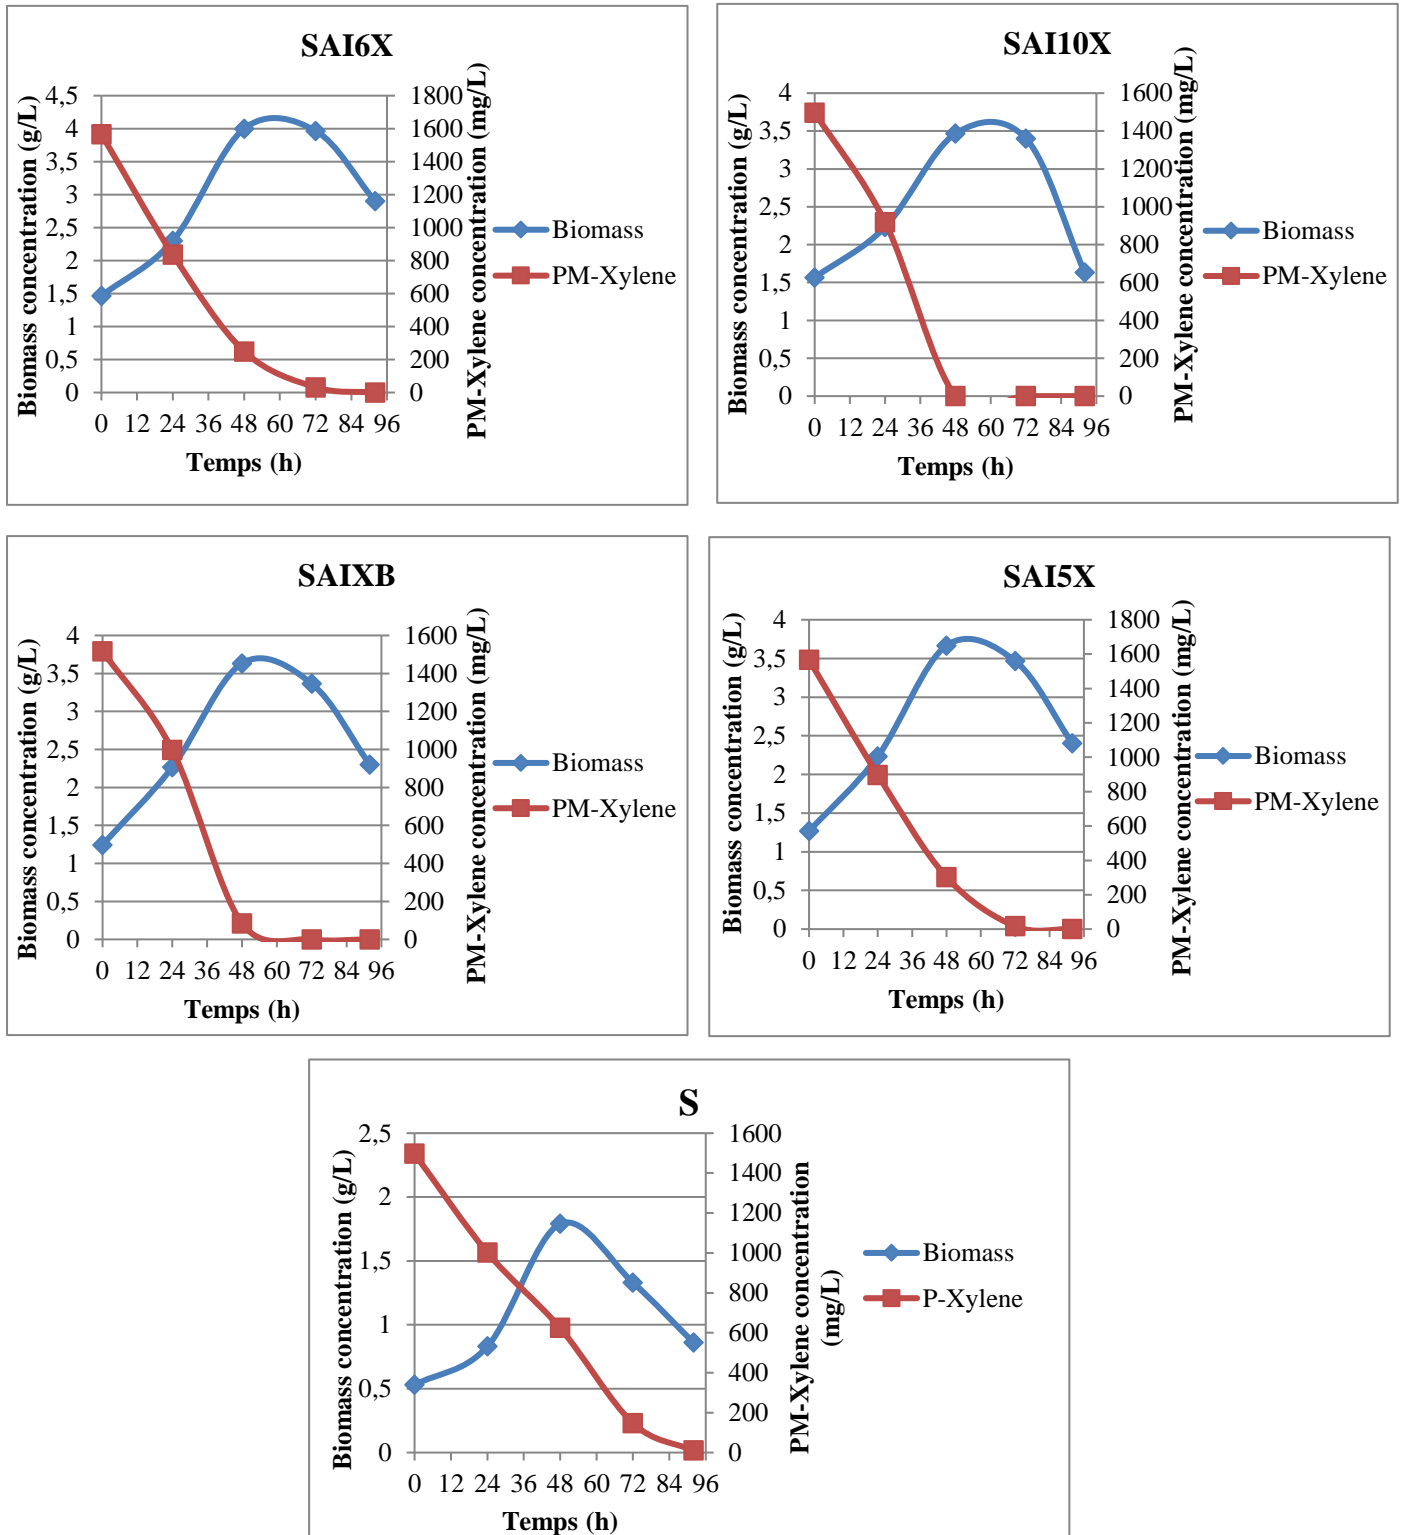 SAI6X
Biomass concentration (g/L)
4,5
4
3,5
3
2,5
2
1,5
1
0,5
0
1800
1600
1400
1200
1000
800
600
400
200
0
PM-Xylene concentration (mg/L)
0 12 24 36 48 60 72 84 96
Temps (h)
Biomass
PM-Xylene
SAI10X
Biomass concentration (g/L)
4
3,5
3
2,5
2
1,5
1
0,5
0
1600
1400
1200
1000
800
600
400
200
0
PM-Xylene concentration (mg/L)
0 12 24 36 48 60 72 84 96
Temps (h)
Biomass
PM-Xylene
SAIXB
Biomass concentration (g/L)
4
3,5
3
2,5
2
1,5
1
0,5
0
1600
1400
1200
1000
800
600
400
200
0
PM-Xylene concentration (mg/L)
0 12 24 36 48 60 72 84 96
Temps (h)
Biomass
PM-Xylene
SAI5X
Biomass concentration (g/L)
4
3,5
3
2,5
2
1,5
1
0,5
0
1800
1600
1400
1200
1000
800
600
400
200
0
PM-Xylene concentration (mg/L)
0 12 24 36 48 60 72 84 96
Temps (h)
Biomass
PM-Xylene
S
Biomass concentration (g/L)
2,5
2
1,5
1
0,5
0
1600
1400
1200
1000
800
600
400
200
0
PM-Xylene concentration
(mg/L)
0 12 24 36 48 60 72 84 96
Temps (h)
Biomass
P-Xylene